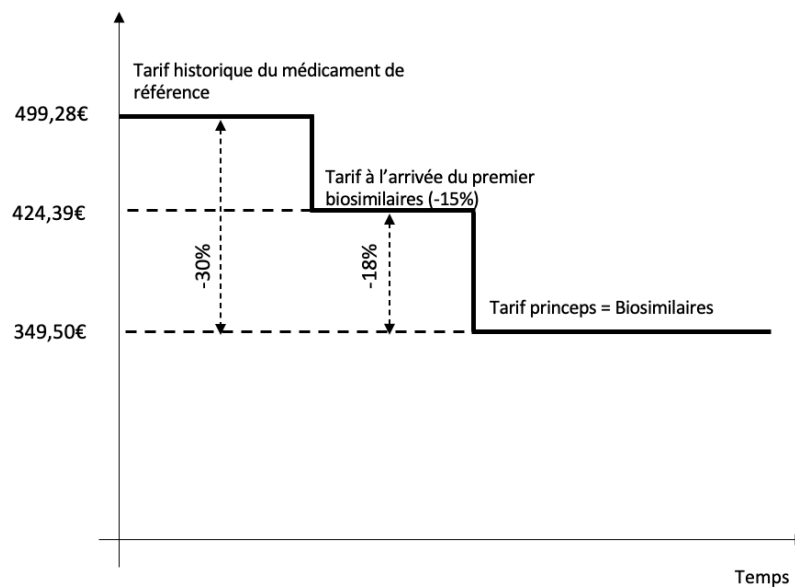 Tarif historique du médicament de
référence
499,28€
Tarif à l’arrivée du premier
biosimilaires (-15%)
424,39€
-30%
-18%
Tarif princeps = Biosimilaires
349,50€
Temps